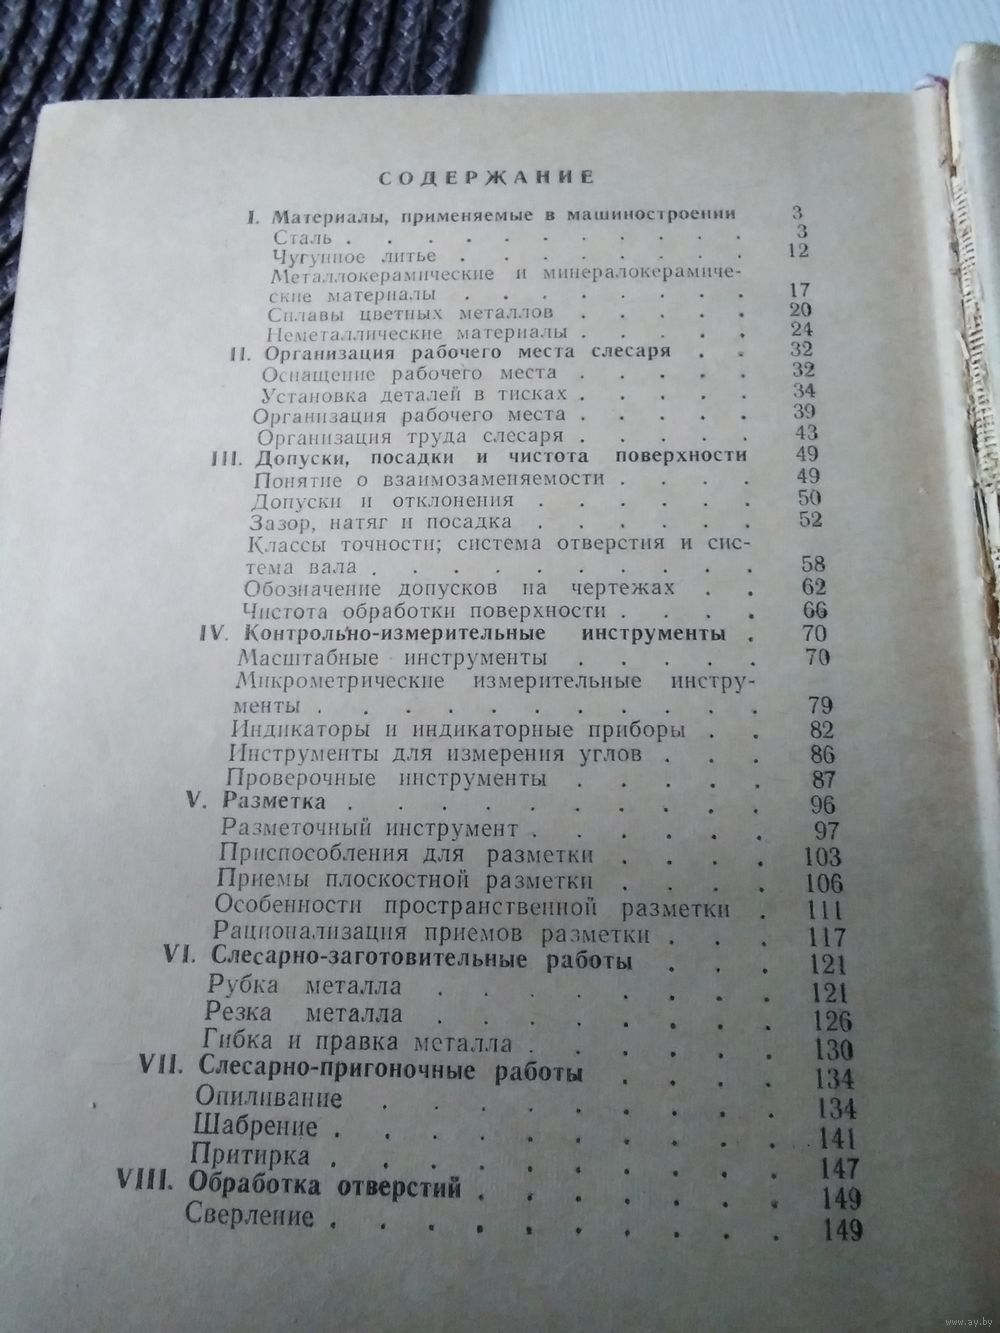 СОДЕРЖАНИЕ
I. Материалы, применяемые в машиностроении 3
Сталь . . . . . . . . . . 3
Чугунное литье . . . . . . . 12
Металлокерамические и минералокерамиче-
ские материалы . . . . . . . 17
Сплавы цветных металлов . . . . . 20
Неметаллические материалы . . . . . 24
II. Организация рабочего места слесаря . . 32
Оснащение рабочего места . . . . . 32
Установка деталей в тисках . . . . . 34
Организация рабочего места . . . . . 39
Организация труда слесаря . . . . . 43
III. Допуски, посадки и чистота поверхности 49
Понятие о взаимозаменяемости . . . . 49
Допуски и отклонения . . . . . . 50
Зазор, натяг и посадка . . . . . . 52
Классы точности; система отверстия и сис-
тема вала . . . . . . . . . . 58
Обозначение допусков на чертежах . . 62
Чистота обработки поверхности . . . . 66
IV. Контрольно-измерительные инструменты . 70
Масштабные инструменты . . . . . 70
Микрометрические измерительные инстру-
менты . . . . . . . . . . 79
Индикаторы и индикаторные приборы . . 82
Инструменты для измерения углов . . . 86
Проверочные инструменты . . . . . 87
V. Разметка . . . . . . . . . . 96
Разметочный инструмент . . . . . . 97
Приспособления для разметки . . . . 103
Приемы плоскостной разметки . . . . 106
Особенности пространственной разметки . 111
Рационализация приемов разметки . . . 117
VI. Слесарно-заготовительные работы . . . 121
Рубка металла . . . . . . . . 121
Резка металла . . . . . . . . 126
Гибка и правка металла . . . . . . 130
VII. Слесарно-пригоночные работы . . . . 134
Опиливание . . . . . . . . . 134
Шабрение . . . . . . . . . . 141
Притирка . . . . . . . . . . 147
VIII. Обработка отверстий . . . . . . . 149
Сверление . . . . . . . . . . 149
www.ay.by